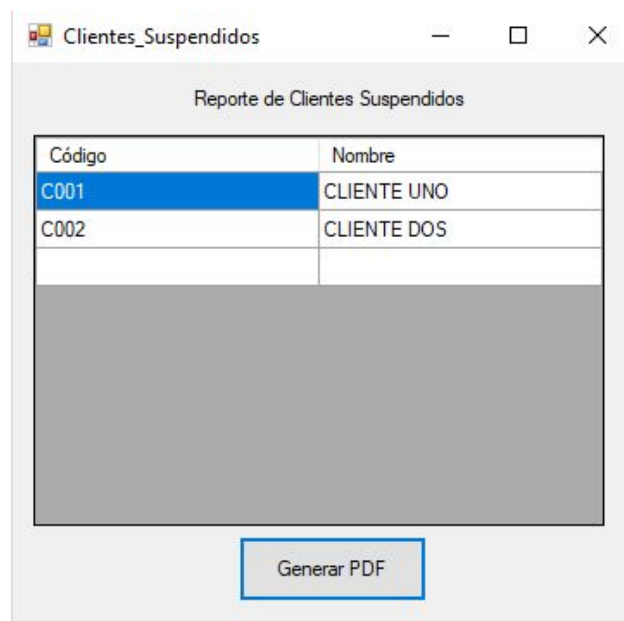 Clientes_Suspendidos
Reporte de Clientes Suspendidos
Código Nombre
C001 CLIENTE UNO
C002 CLIENTE DOS
Generar PDF